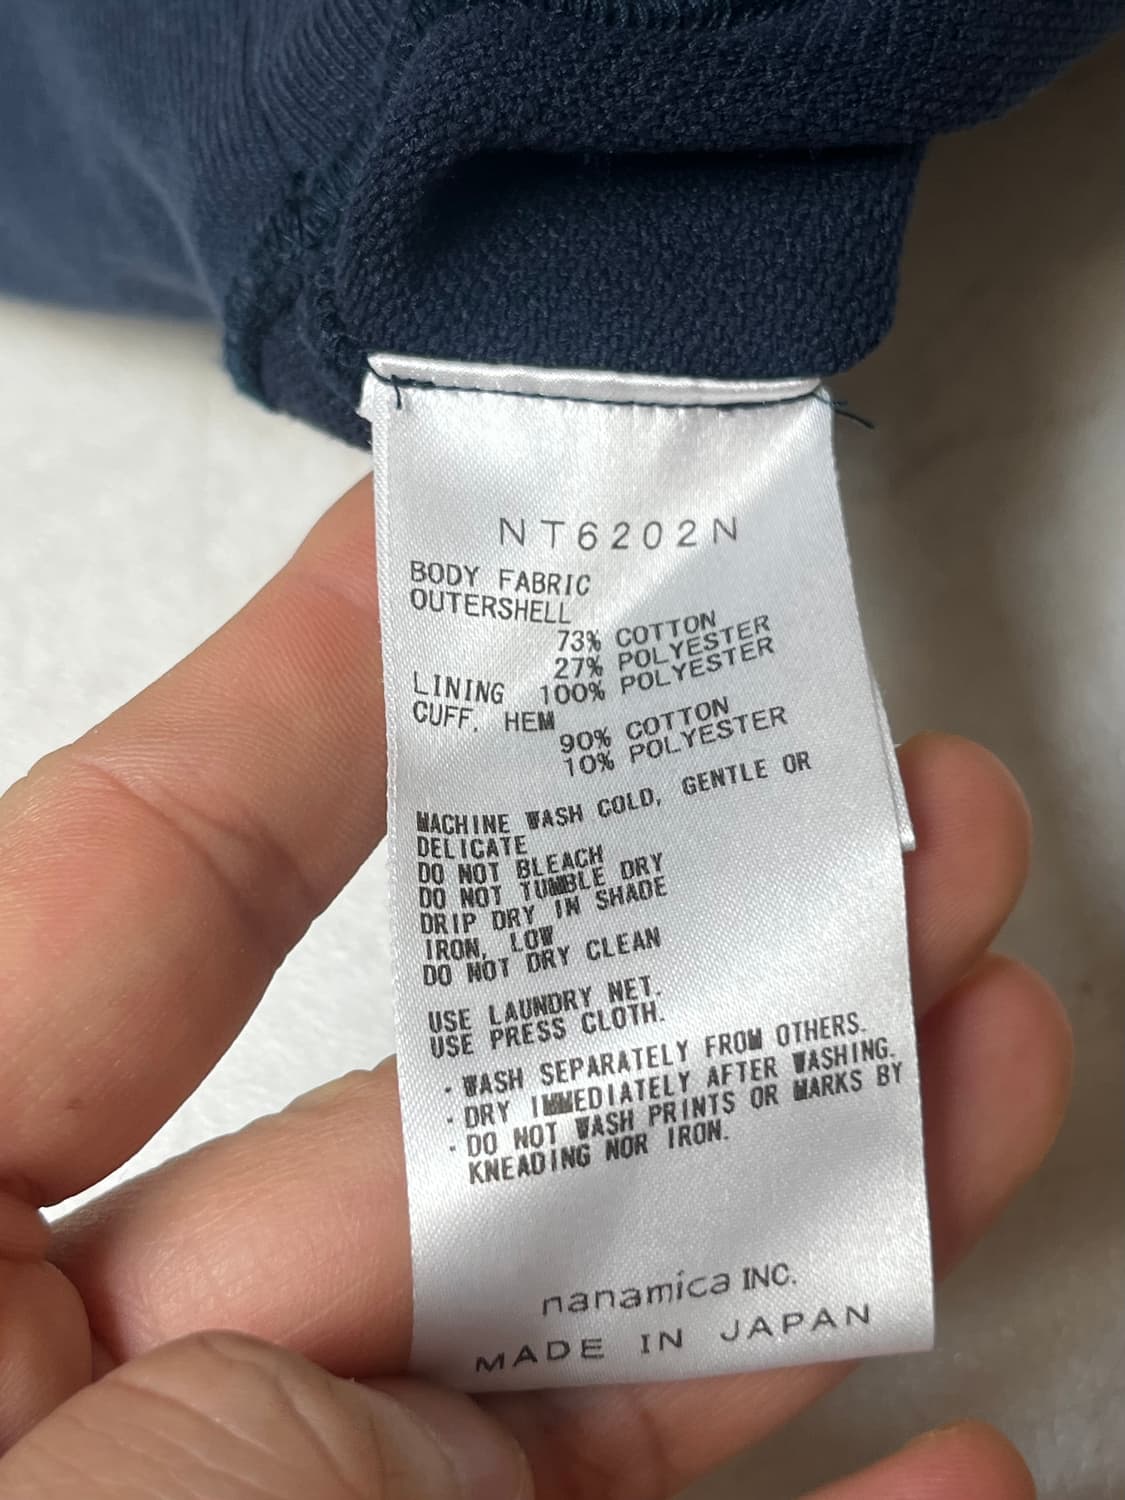 NT6202N
BODY FABRIC
OUTERSHELL
73% COTTON
27% POLYESTER
LINING 100% POLYESTER
CUFF, HEM
90% COTTON
10% POLYESTER
MACHINE WASH COLD, GENTLE OR
DELICATE
DO NOT BLEACH
DO NOT TUMBLE DRY
DRIP DRY IN SHADE
IRON, LOW
DO NOT DRY CLEAN
USE LAUNDRY NET.
USE PRESS CLOTH.
・WASH SEPARATELY FROM OTHERS.
・DRY IMMEDIATELY AFTER WASHING.
・DO NOT WASH PRINTS OR MARKS BY
KNEADING NOR IRON.
nanamica INC.
MADE IN JAPAN